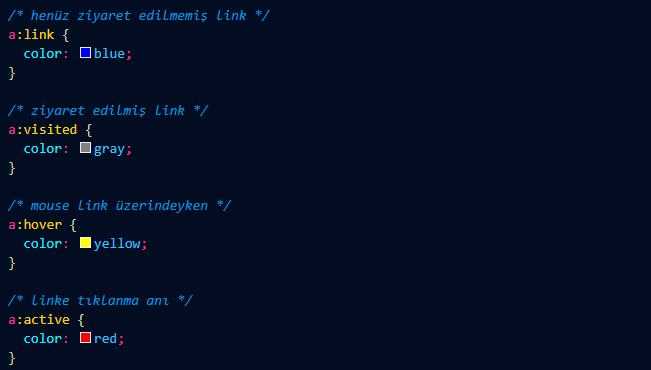 /* henüz ziyaret edilmemiş link */
a:link {
  color: blue;
}
/* ziyaret edilmiş link */
a:visited {
  color: gray;
}
/* mouse link üzerindeyken */
a:hover {
  color: yellow;
}
/* linke tıklanma anı */
a:active {
  color: red;
}